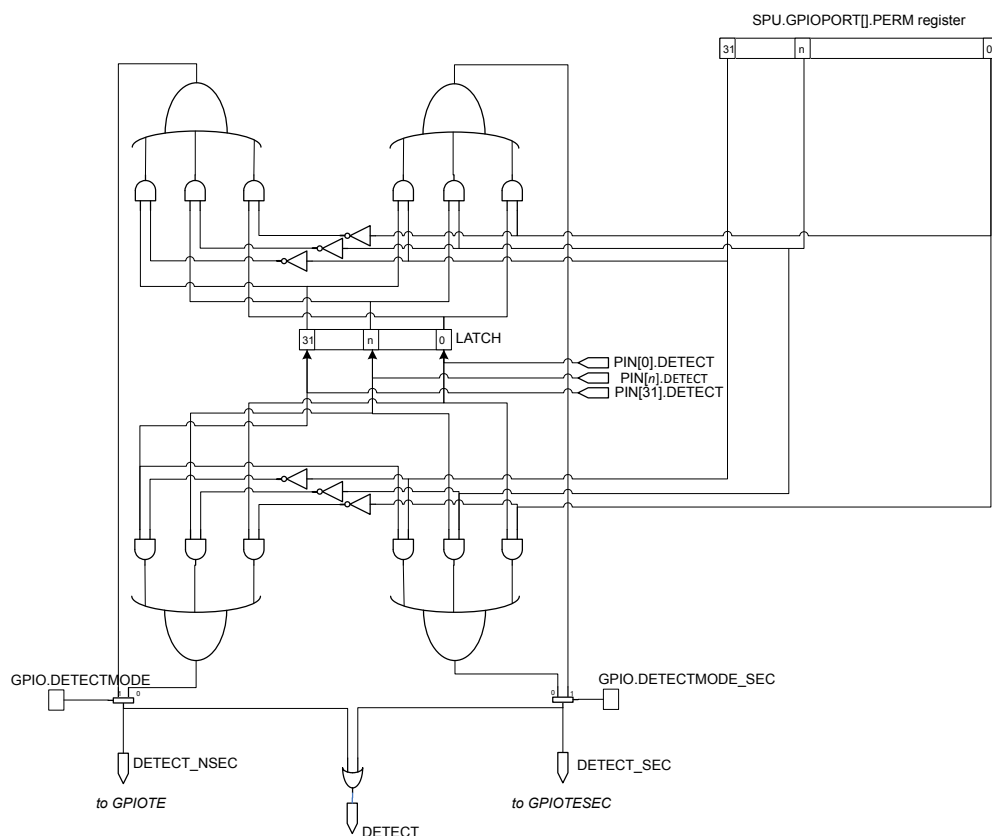 SPU.GPIOPORT[].PERM register
31 n 0
31 n 0 LATCH
PIN[0].DETECT
PIN[n].DETECT
PIN[31].DETECT
GPIO.DETECTMODE
1 0
0 1
GPIO.DETECTMODE_SEC
DETECT_NSEC
DETECT_SEC
to GPIOTE
to GPIOTESEC
DETECT